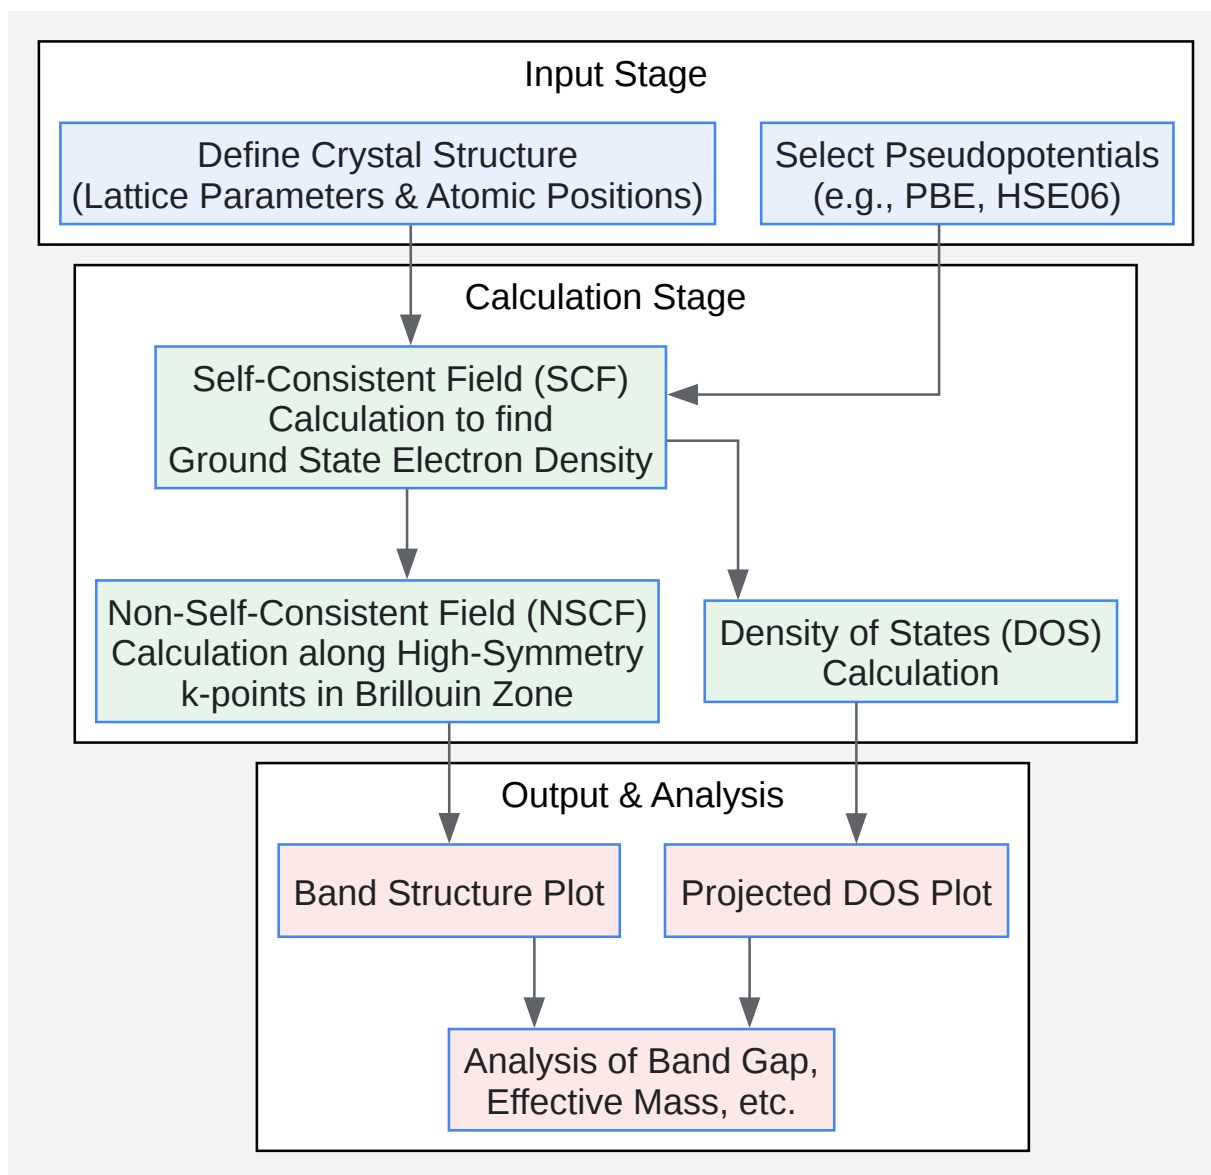 Input Stage
Define Crystal Structure
(Lattice Parameters & Atomic Positions)
Select Pseudopotentials
(e.g., PBE, HSE06)
Calculation Stage
Self-Consistent Field (SCF)
Calculation to find
Ground State Electron Density
Non-Self-Consistent Field (NSCF)
Calculation along High-Symmetry
k-points in Brillouin Zone
Density of States (DOS)
Calculation
Output & Analysis
Band Structure Plot
Projected DOS Plot
Analysis of Band Gap,
Effective Mass, etc.